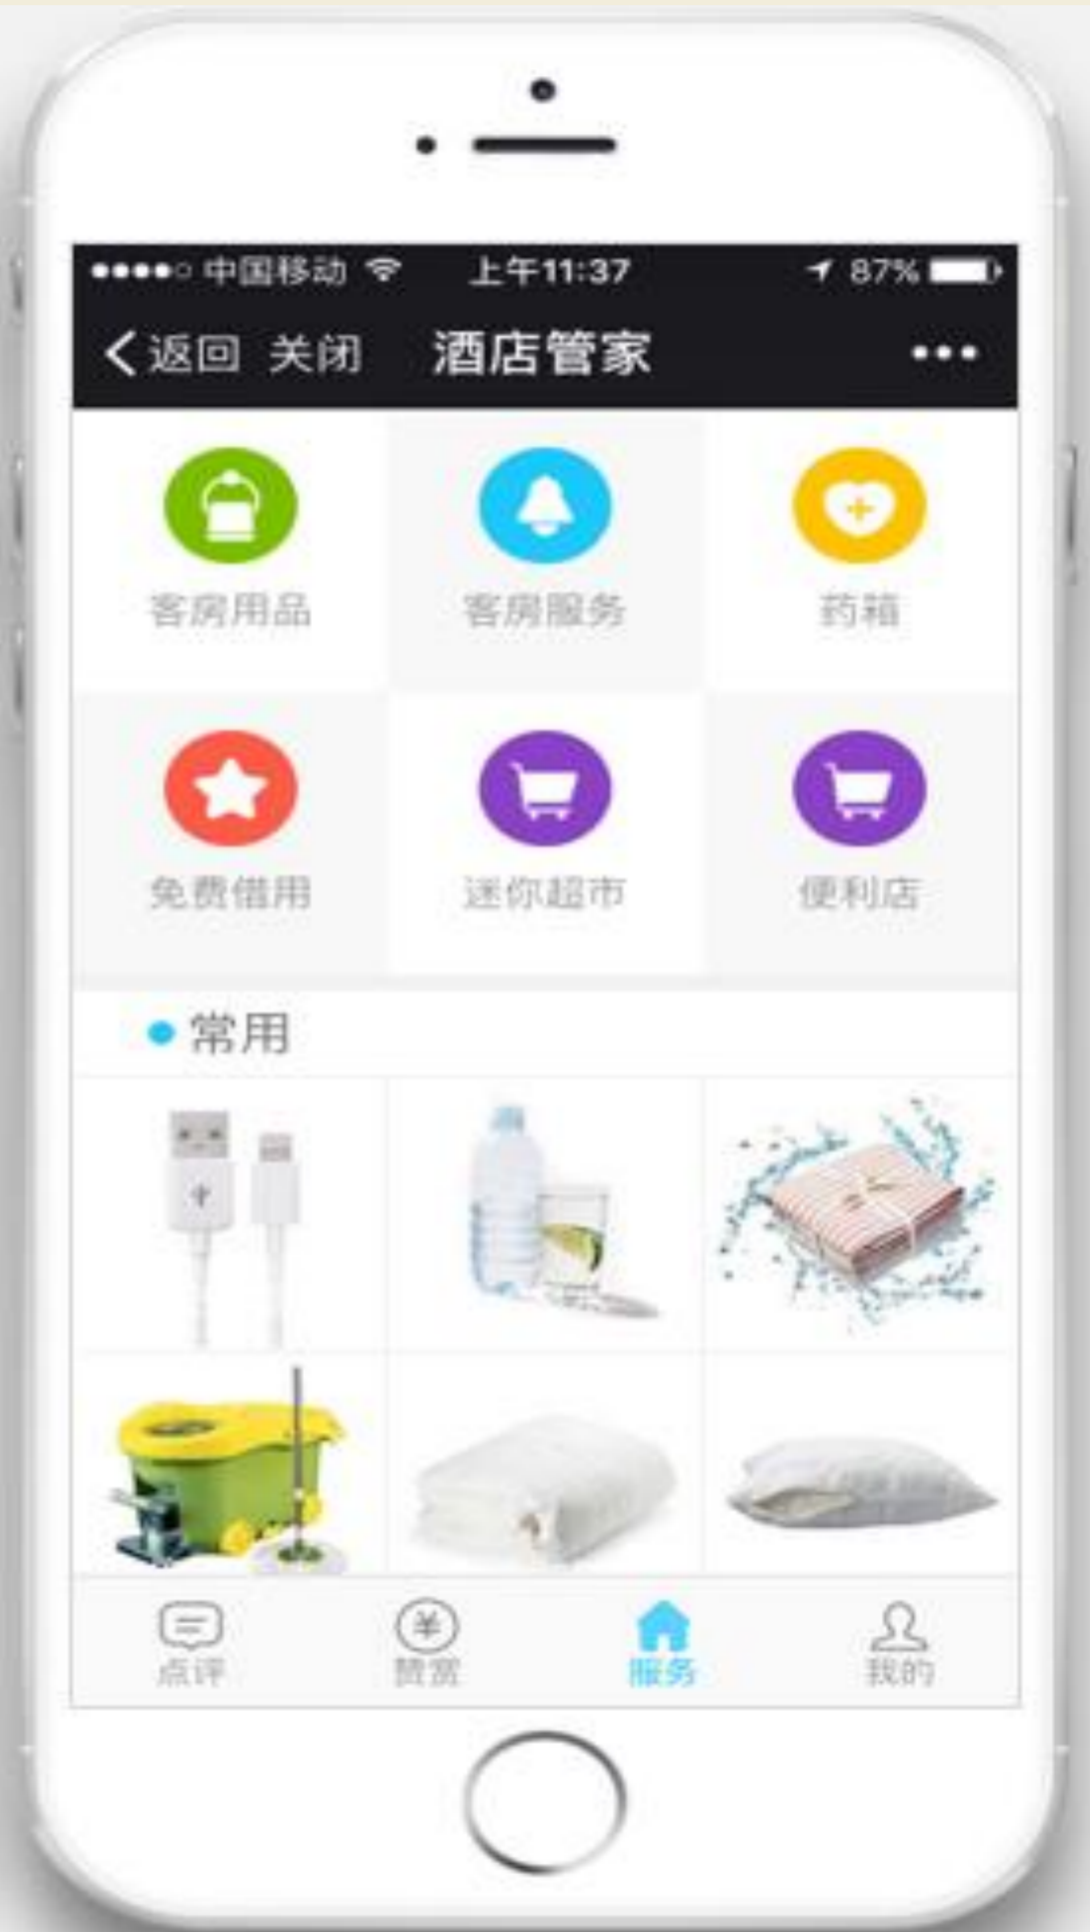 中国移动 上午11:37 87%
返回 关闭 酒店管家
客房用品 客房服务 药箱
免费借用 迷你超市 便利店
常用
点评 赞赏 服务 我的